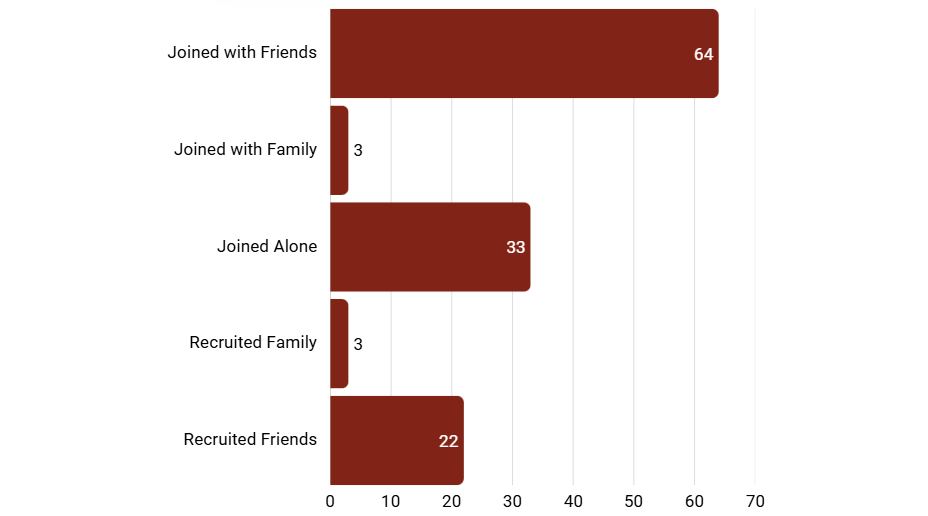 Joined with Friends 64
Joined with Family 3
Joined Alone 33
Recruited Family 3
Recruited Friends 22
0 10 20 30 40 50 60 70